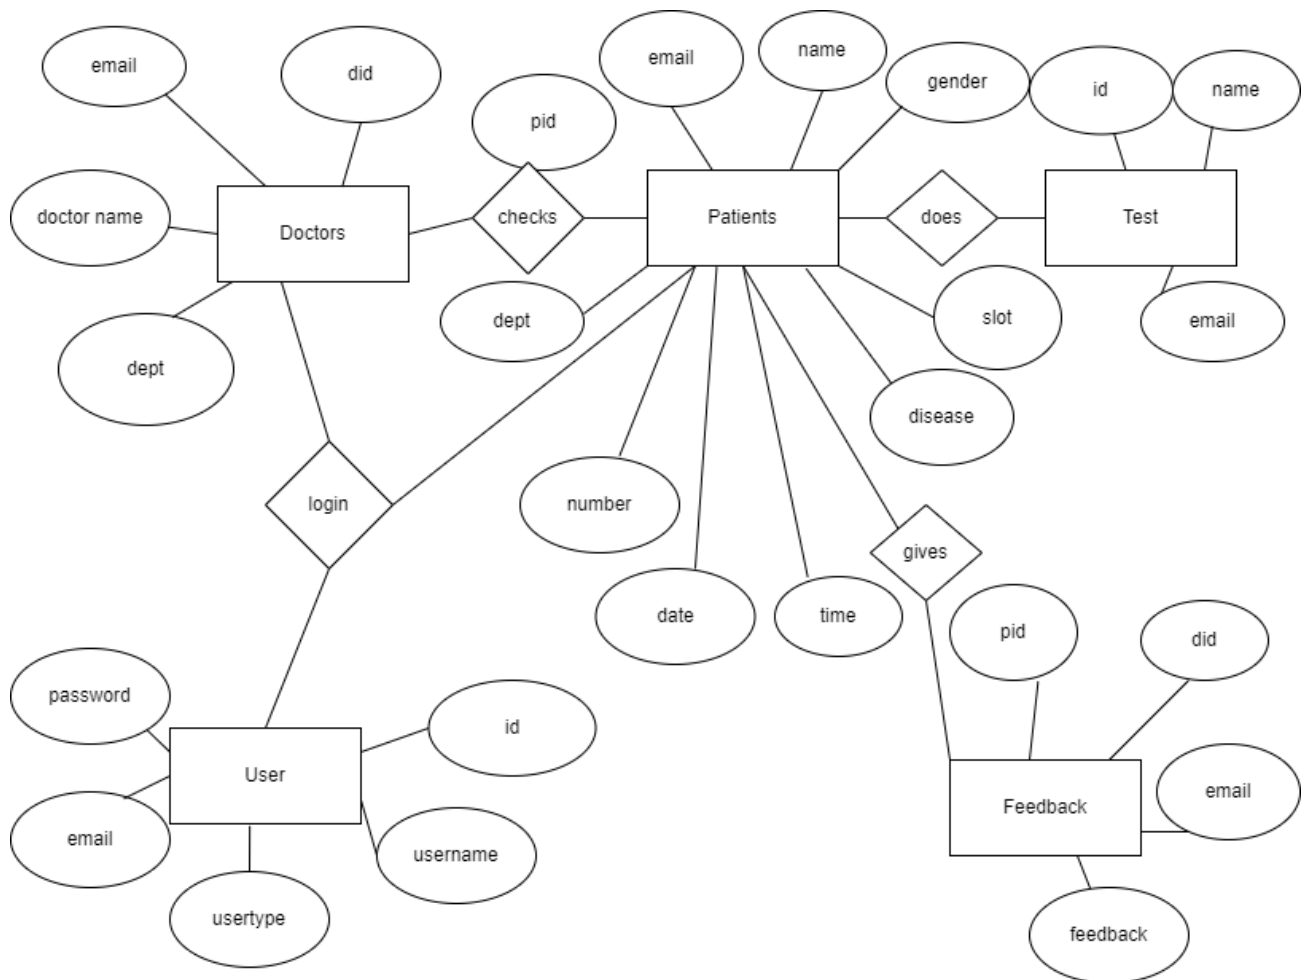 email
did
pid
email
name
gender
id
name
doctor name
Doctors
checks
Patients
does
Test
dept
dept
slot
email
disease
login
number
gives
date
time
pid
did
password
id
User
email
username
usertype
Feedback
email
feedback